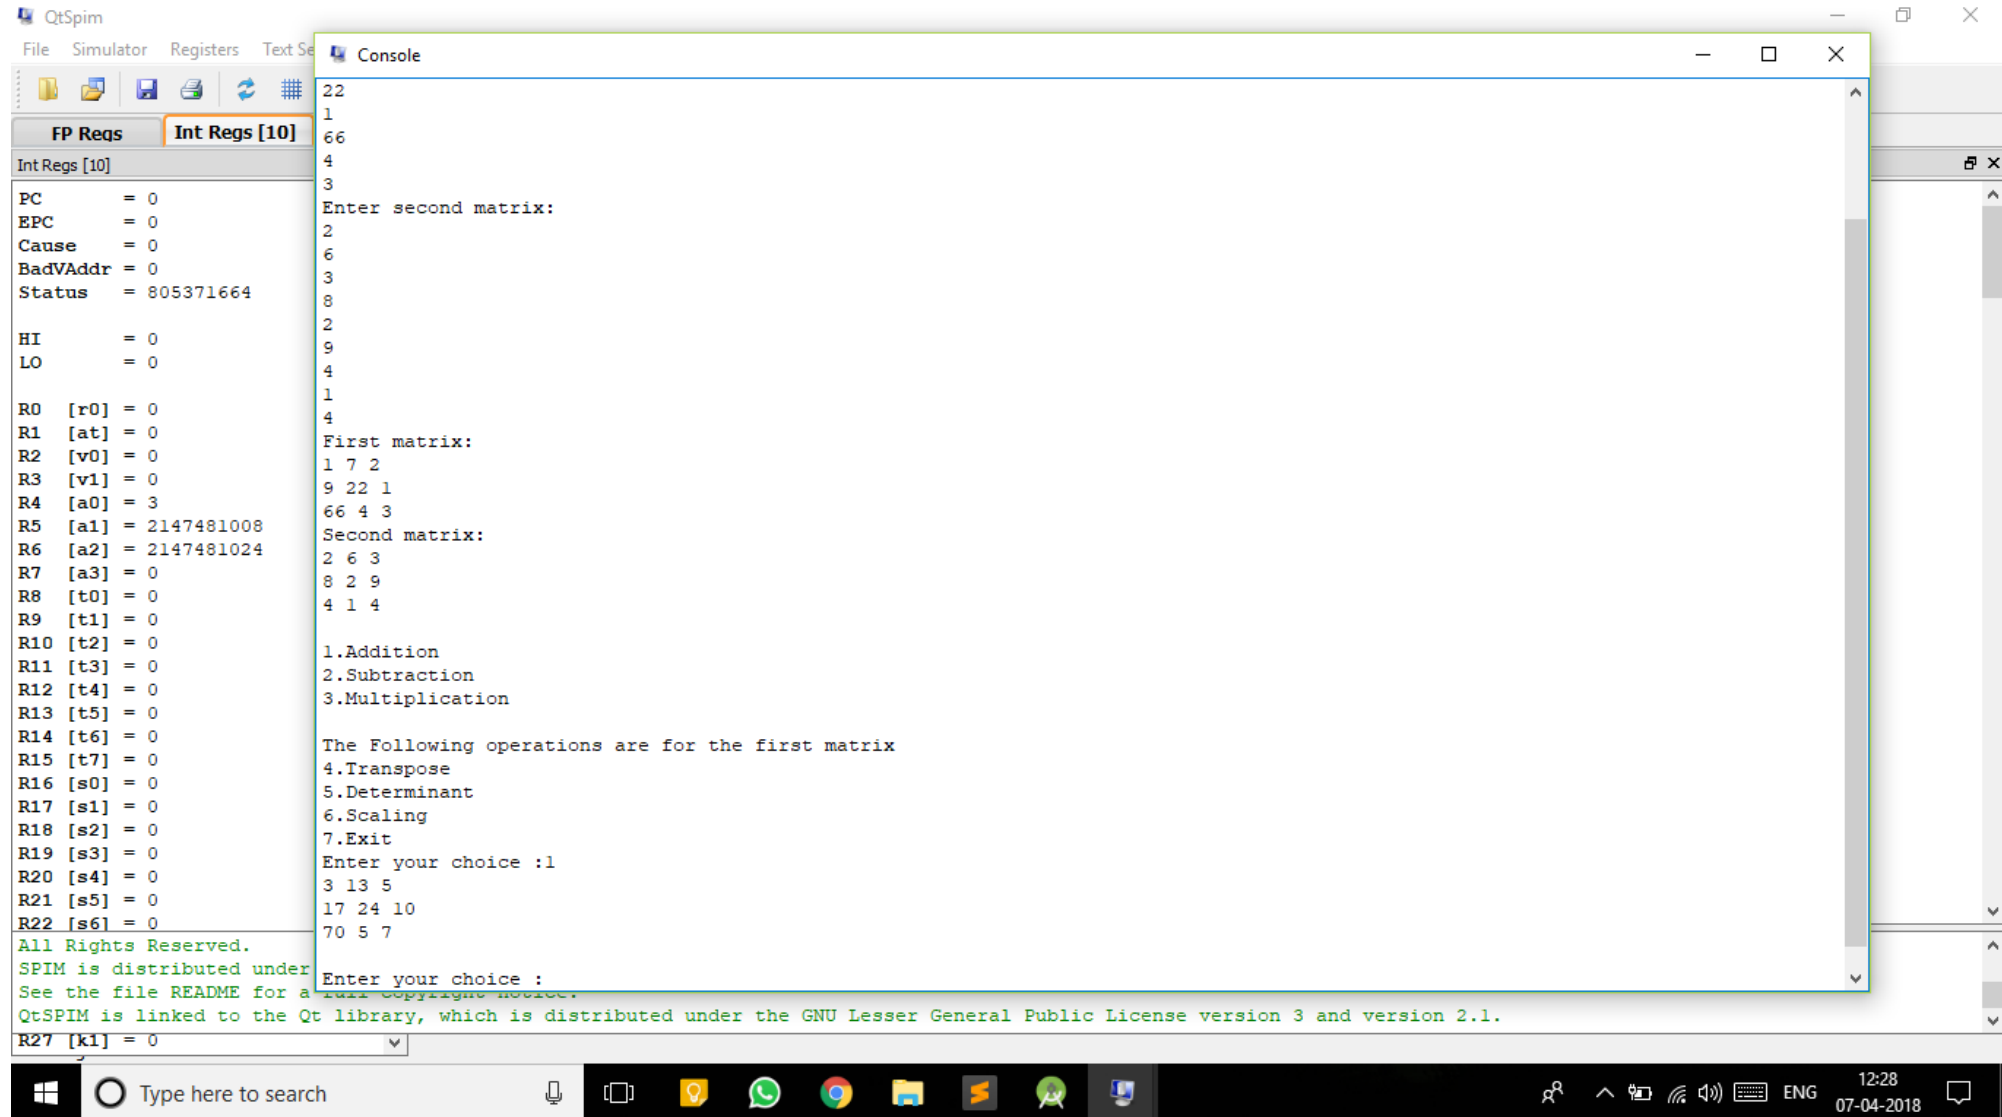 QtSpim
File Simulator Registers Text Se
Console
FP Regs Int Regs [10]
Int Regs [10]
PC = 0
EPC = 0
Cause = 0
BadVAddr = 0
Status = 805371664
HI = 0
LO = 0
R0 [r0] = 0
R1 [at] = 0
R2 [v0] = 0
R3 [v1] = 0
R4 [a0] = 3
R5 [a1] = 2147481008
R6 [a2] = 2147481024
R7 [a3] = 0
R8 [t0] = 0
R9 [t1] = 0
R10 [t2] = 0
R11 [t3] = 0
R12 [t4] = 0
R13 [t5] = 0
R14 [t6] = 0
R15 [t7] = 0
R16 [s0] = 0
R17 [s1] = 0
R18 [s2] = 0
R19 [s3] = 0
R20 [s4] = 0
R21 [s5] = 0
R22 [s6] = 0
22
1
66
4
3
Enter second matrix:
2
6
3
8
2
9
4
1
4
First matrix:
1 7 2
9 22 1
66 4 3
Second matrix:
2 6 3
8 2 9
4 1 4
1.Addition
2.Subtraction
3.Multiplication
The Following operations are for the first matrix
4.Transpose
5.Determinant
6.Scaling
7.Exit
Enter your choice :1
3 13 5
17 24 10
70 5 7
Enter your choice :
All Rights Reserved.
SPIM is distributed under
See the file README for a full copyright notice.
QtSPIM is linked to the Qt library, which is distributed under the GNU Lesser General Public License version 3 and version 2.1.
R27 [k1] = 0
Type here to search
ENG
12:28
07-04-2018